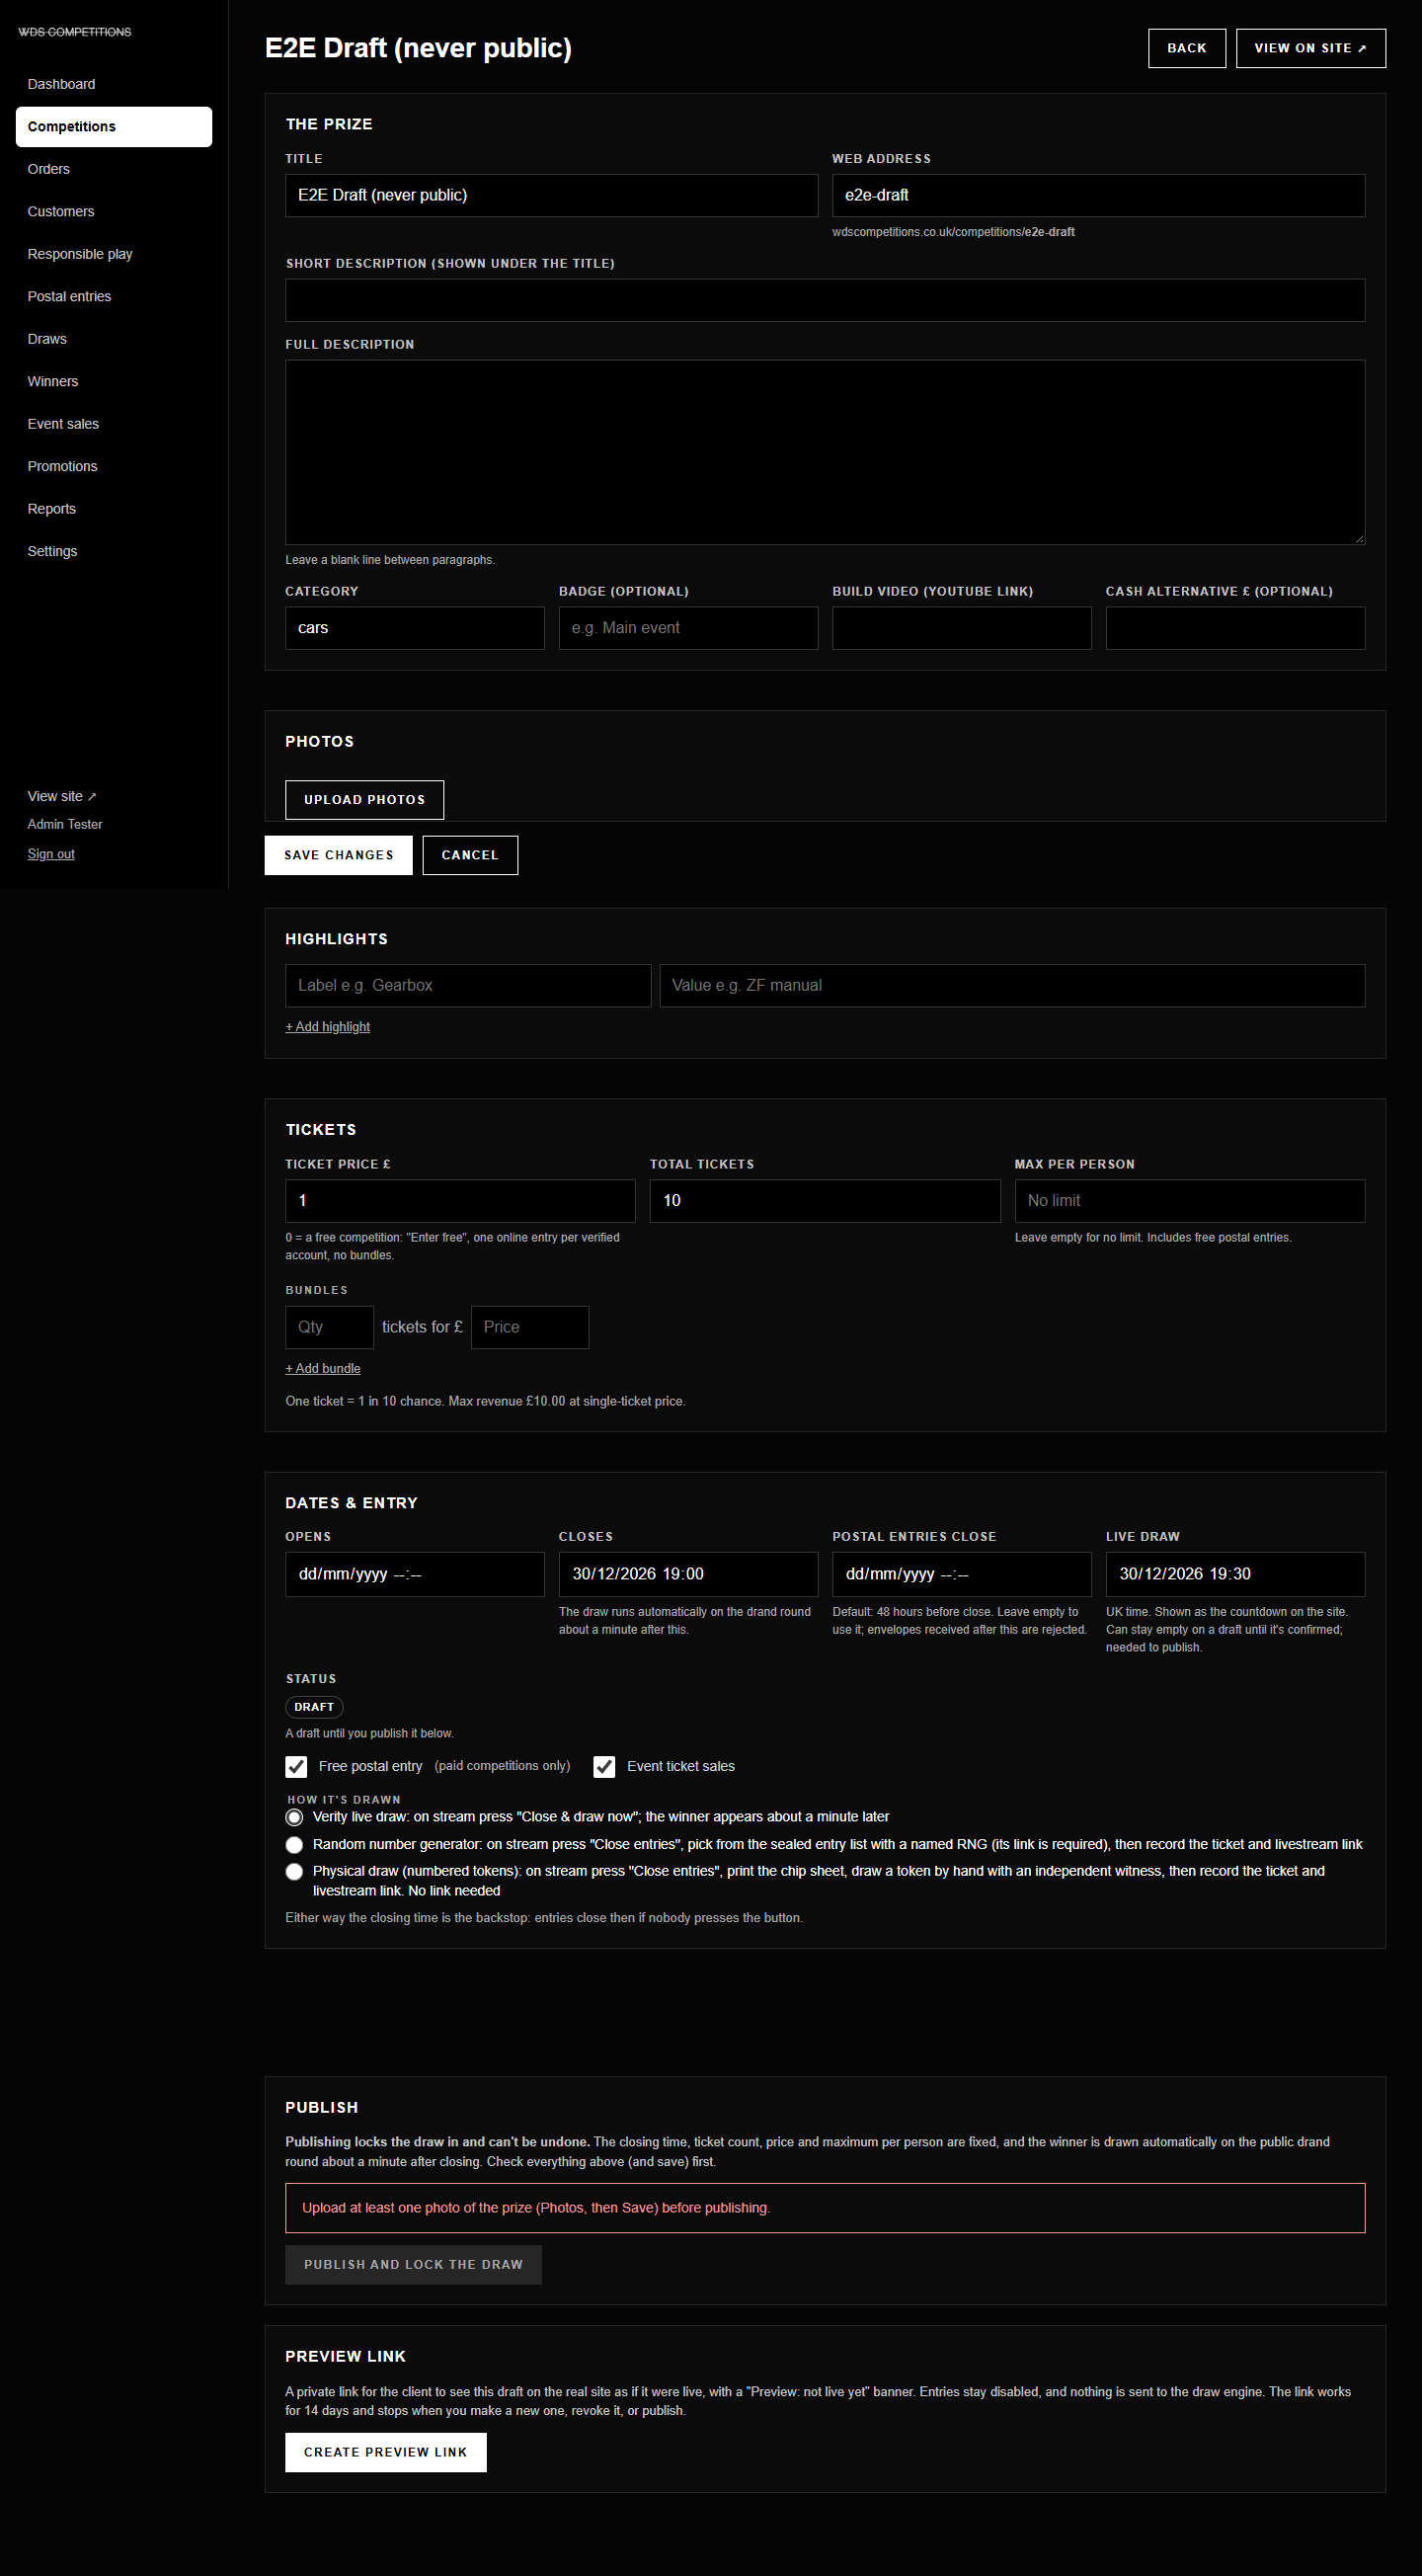 WDS COMPETITIONS
Dashboard
Competitions
Orders
Customers
Responsible play
Postal entries
Draws
Winners
Event sales
Promotions
Reports
Settings
View site ↗
Admin Tester
Sign out
E2E Draft (never public)
BACK
VIEW ON SITE ↗
THE PRIZE
TITLE
WEB ADDRESS
E2E Draft (never public)
e2e-draft
wdscompetitions.co.uk/competitions/e2e-draft
SHORT DESCRIPTION (SHOWN UNDER THE TITLE)
FULL DESCRIPTION
Leave a blank line between paragraphs.
CATEGORY
BADGE (OPTIONAL)
BUILD VIDEO (YOUTUBE LINK)
CASH ALTERNATIVE £ (OPTIONAL)
cars
e.g. Main event
PHOTOS
UPLOAD PHOTOS
SAVE CHANGES
CANCEL
HIGHLIGHTS
Label e.g. Gearbox
Value e.g. ZF manual
+ Add highlight
TICKETS
TICKET PRICE £
TOTAL TICKETS
MAX PER PERSON
1
10
No limit
0 = a free competition: "Enter free", one online entry per verified
account, no bundles.
Leave empty for no limit. Includes free postal entries.
BUNDLES
Qty tickets for £ Price
+ Add bundle
One ticket = 1 in 10 chance. Max revenue £10.00 at single-ticket price.
DATES & ENTRY
OPENS
CLOSES
POSTAL ENTRIES CLOSE
LIVE DRAW
dd/mm/yyyy --:--
30/12/2026 19:00
dd/mm/yyyy --:--
30/12/2026 19:30
The draw runs automatically on the drand round
about a minute after this.
Default: 48 hours before close. Leave empty to
use it; envelopes received after this are rejected.
UK time. Shown as the countdown on the site.
Can stay empty on a draft until it's confirmed;
needed to publish.
STATUS
DRAFT
A draft until you publish it below.
Free postal entry (paid competitions only)
Event ticket sales
HOW IT'S DRAWN
Verity live draw: on stream press "Close & draw now"; the winner appears about a minute later
Random number generator: on stream press "Close entries", pick from the sealed entry list with a named RNG (its link is required), then record the ticket and livestream link
Physical draw (numbered tokens): on stream press "Close entries", print the chip sheet, draw a token by hand with an independent witness, then record the ticket and
livestream link. No link needed
Either way the closing time is the backstop: entries close then if nobody presses the button.
PUBLISH
Publishing locks the draw in and can't be undone. The closing time, ticket count, price and maximum per person are fixed, and the winner is drawn automatically on the public drand
round about a minute after closing. Check everything above (and save) first.
Upload at least one photo of the prize (Photos, then Save) before publishing.
PUBLISH AND LOCK THE DRAW
PREVIEW LINK
A private link for the client to see this draft on the real site as if it were live, with a "Preview: not live yet" banner. Entries stay disabled, and nothing is sent to the draw engine. The link works
for 14 days and stops when you make a new one, revoke it, or publish.
CREATE PREVIEW LINK